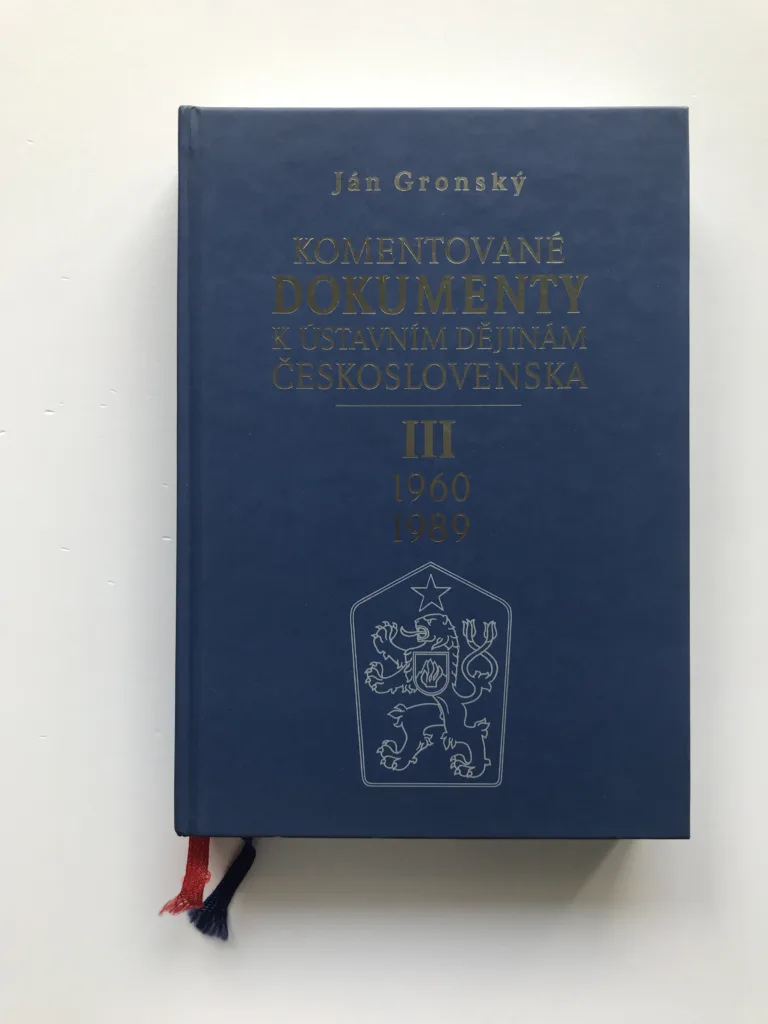 Ján Gronský
KOMENTOVANÉ
DOKUMENTY
K ÚSTAVNÍM DĚJINÁM
ČESKOSLOVENSKA
III
1960
1989